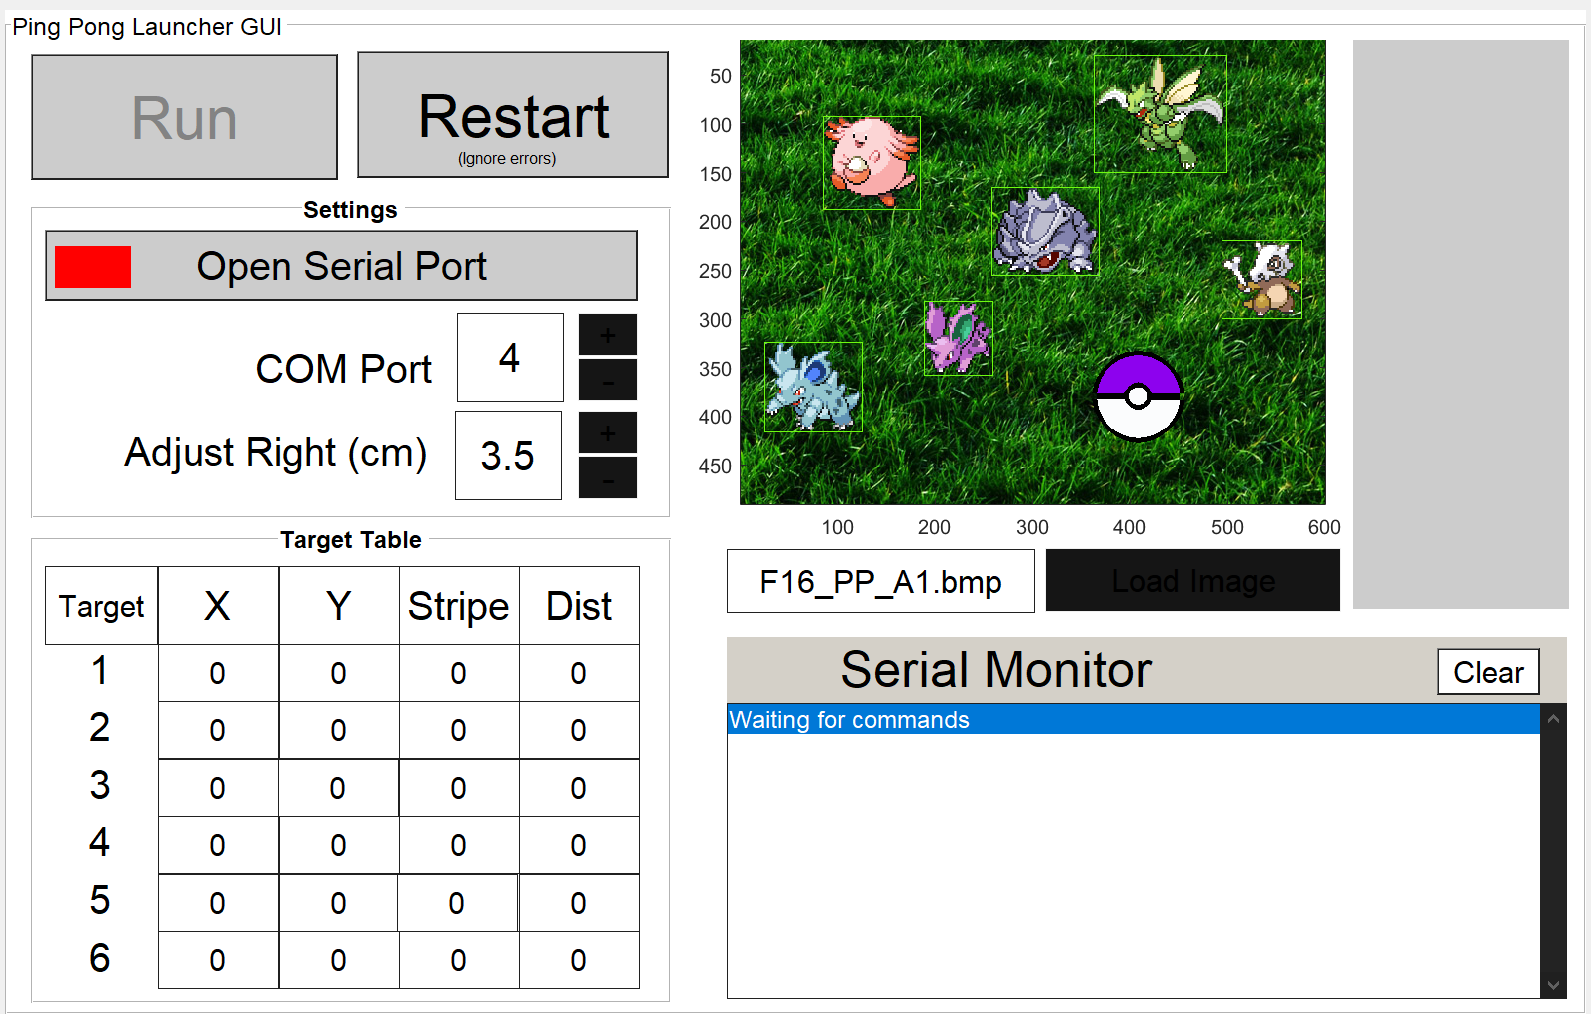 Ping Pong Launcher GUI
Run
Restart
(Ignore errors)
Settings
Open Serial Port
COM Port 4 + -
Adjust Right (cm) 3.5 + -
Target Table
Target X Y Stripe Dist
1 0 0 0 0
2 0 0 0 0
3 0 0 0 0
4 0 0 0 0
5 0 0 0 0
6 0 0 0 0
50
100
150
200
250
300
350
400
450
100 200 300 400 500 600
F16_PP_A1.bmp Load Image
Serial Monitor Clear
Waiting for commands